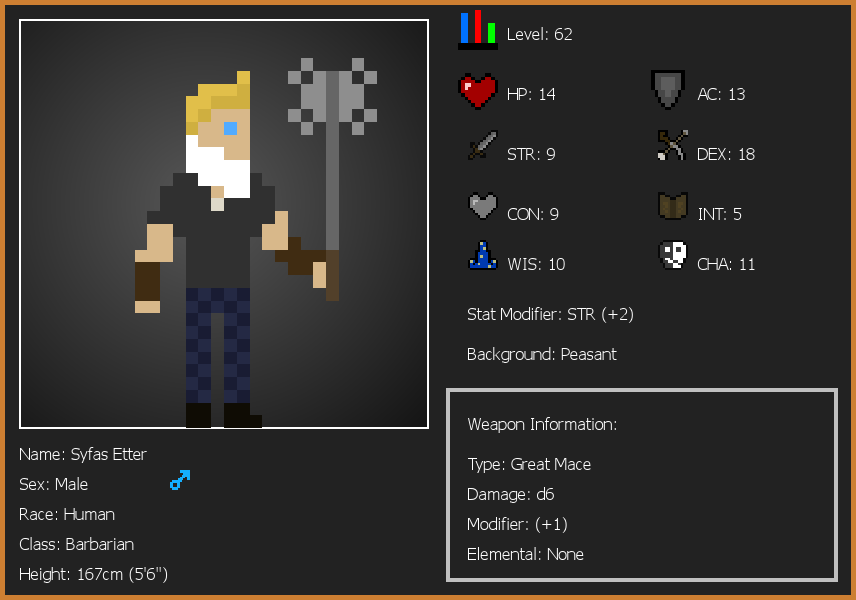 Level: 62
HP: 14
AC: 13
STR: 9
DEX: 18
CON: 9
INT: 5
WIS: 10
CHA: 11
Stat Modifier: STR (+2)
Background: Peasant
Weapon Information:
Type: Great Mace
Damage: d6
Modifier: (+1)
Elemental: None
Name: Syfas Etter
Sex: Male
Race: Human
Class: Barbarian
Height: 167cm (5'6")